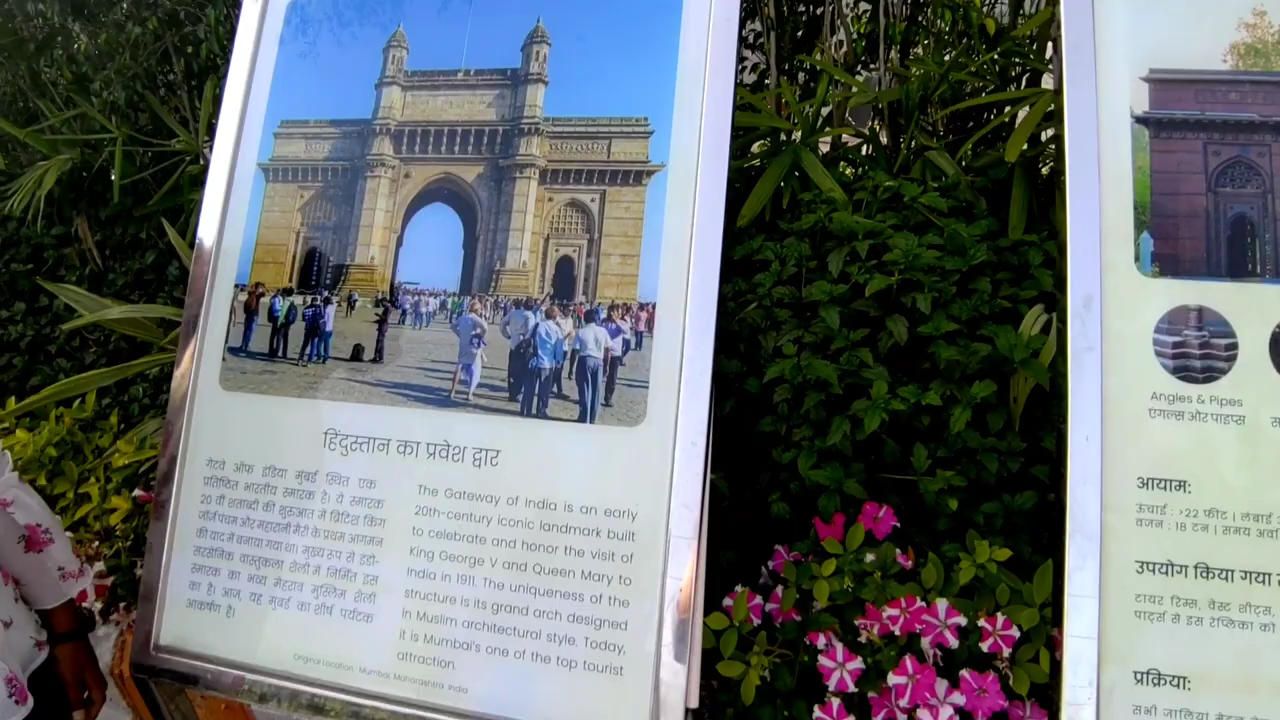 हिंदुस्तान का प्रवेश द्वार
गेटवे ऑफ इंडिया मुंबई स्थित एक
प्रतिष्ठित भारतीय स्मारक है। ये स्मारक
20 वी शताब्दी की शुरुआत में ब्रिटिश किंग
जॉर्ज पंचम और महारानी मैरी के प्रथम आगमन
की याद में बनाया गया था। मुख्य रूप से इंडो-
सरसेनिक वास्तुकला शैली में निर्मित इस
स्मारक का भव्य मेहराब मुस्लिम शैली
का है। आज, यह मुंबई का शीर्ष पर्यटक
आकर्षण है।
The Gateway of India is an early
20th-century iconic landmark built
to celebrate and honor the visit of
King George V and Queen Mary to
India in 1911. The uniqueness of the
structure is its grand arch designed
in Muslim architectural style. Today,
it is Mumbai's one of the top tourist
attraction.
Original Location: Mumbai, Maharashtra, India
Angles & Pipes
एंगल्स और पाइप्स
आयाम:
ऊंचाई : >22 फीट | लंबाई :
वजन : 18 टन | समय
उपयोग किया गया
टायर रिम्स, वेस्ट शीट्स,
पार्ट्स से इस रेप्लिका को
प्रक्रिया:
सभी जालियां